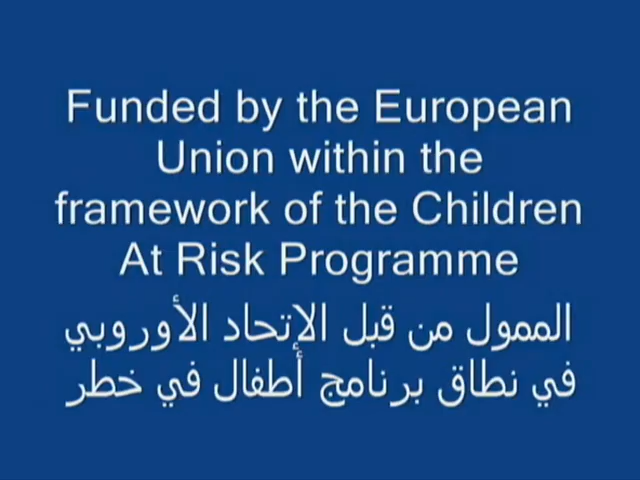 Funded by the European
Union within the
framework of the Children
At Risk Programme
الممول من قبل الإتحاد الأوروبي
في نطاق برنامج أطفال في خطر